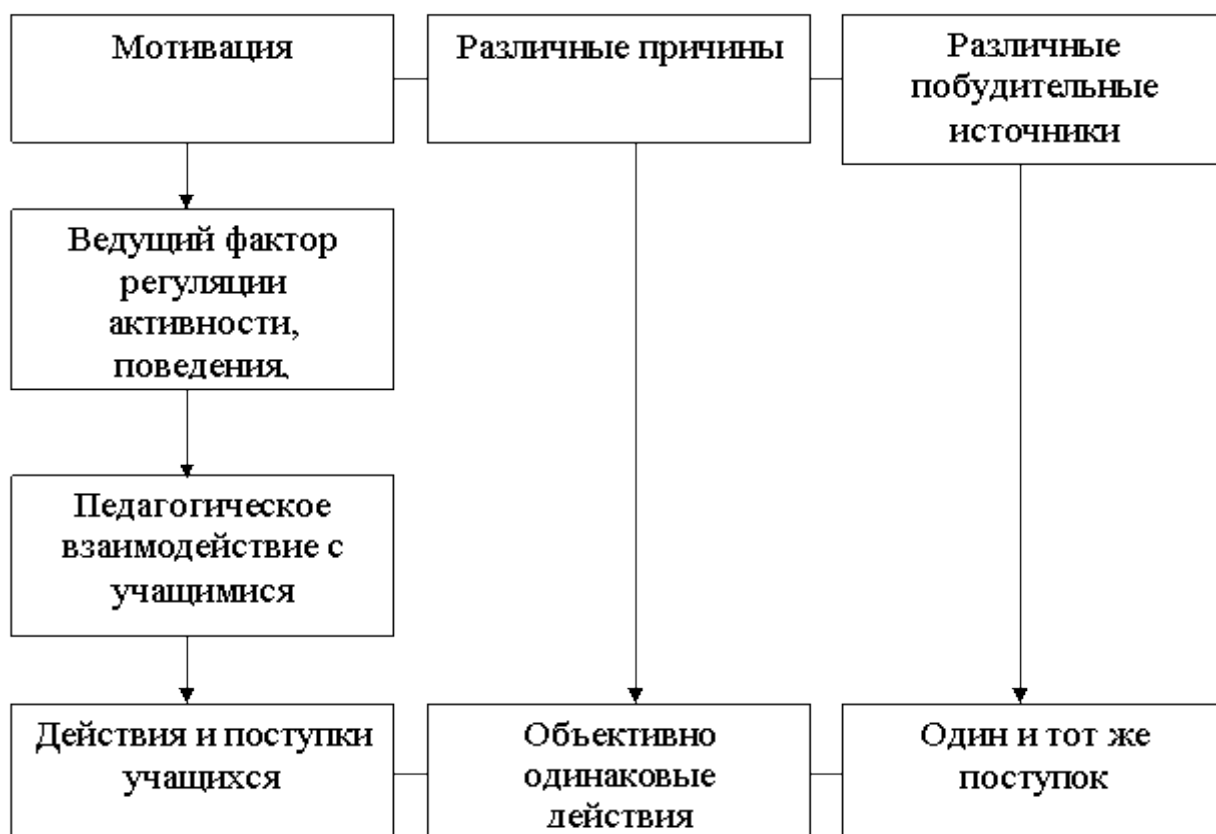 Мотивация
Различные причины
Различные
побудительные
источники
Ведущий фактор
регуляции
активности,
поведения.
Педагогическое
взаимодействие с
учащимися
Действия и поступки
учащихся
Объективно
одинаковые
действия
Один и тот же
поступок